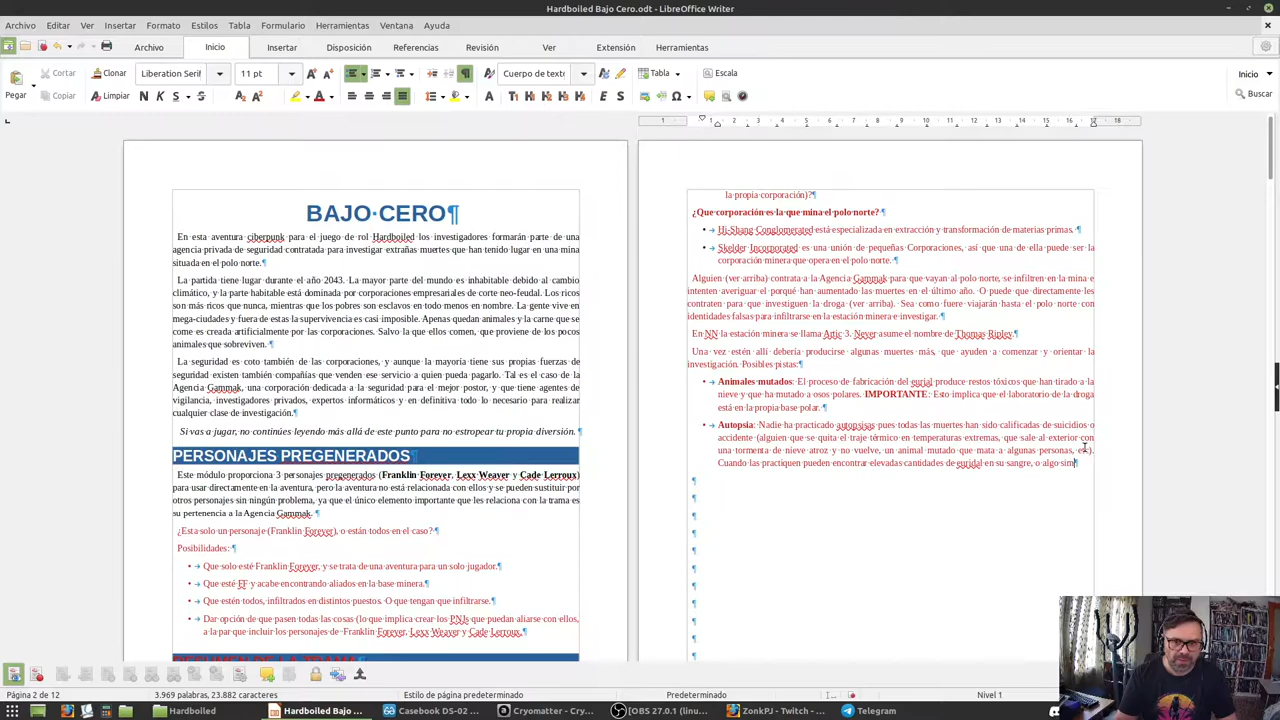 Hardboiled Bajo Cero.odt - LibreOffice Writer
Archivo Editar Ver Insertar Formato Estilos Tabla Formulario Herramientas Ventana Ayuda
Archivo Inicio Insertar Disposición Referencias Revisión Ver Extensión Herramientas
Cortar Clonar Liberation Serif 11 pt Cuerpo de texto Tabla Escala Inicio
Pegar Copiar Limpiar Buscar
BAJO CERO
En esta aventura ciberpunk para el juego de rol Hardboiled los investigadores formarán parte de una
agencia privada de seguridad contratada para investigar extrañas muertes que han tenido lugar en una mina
situada en el polo norte.
La partida tiene lugar durante el año 2043. La mayor parte del mundo es inhabitable debido al cambio
climático, y la parte habitable está dominada por corporaciones empresariales de corte neo-feudal. Los ricos
son más ricos que nunca, mientras que los pobres son esclavos en todo menos en nombre. La gente vive en
mega-ciudades y fuera de estas la supervivencia es casi imposible. Apenas quedan animales y la carne que se
come es creada artificialmente por las corporaciones. Salvo la que ellos comen, que proviene de los pocos
animales que sobreviven.
La seguridad es coto también de las corporaciones, y aunque la mayoría tiene sus propias fuerzas de
seguridad existen también compañías que venden ese servicio a quien pueda pagarlo. Tal es el caso de la
Agencia Gammak, una corporación dedicada a la seguridad para el mejor postor, y que tiene agentes de
vigilancia, investigadores privados, expertos informáticos y en definitiva todo lo necesario para realizar
cualquier clase de investigación.
Si vas a jugar, no continúes leyendo más allá de este punto para no estropear tu propia diversión.
PERSONAJES PREGENERADOS
Este módulo proporciona 3 personajes pregenerados (Franklin Forever, Lexx Weaver y Cade Lerroux)
para usar directamente en la aventura, pero la aventura no está relacionada con ellos y se pueden sustituir por
otros personajes sin ningún problema, ya que el único elemento importante que les relaciona con la trama es
su pertenencia a la Agencia Gammak.
¿Esta solo un personaje (Franklin Forever), o están todos en el caso?
Posibilidades:
• Que solo esté Franklin Forever, y se trata de una aventura para un solo jugador.
• Que esté FF y acabe encontrando aliados en la base minera.
• Que estén todos, infiltrados en distintos puestos. O que tengan que infiltrarse.
• Dar opción de que pasen todas las cosas (lo que implica crear los PNJs que puedan aliarse con ellos,
a la par que incluir los personajes de Franklin Forever, Lexx Weaver y Cade Lerroux.
RESUMEN DE LA TRAMA
la propia corporación)?
¿Que corporación es la que mina el polo norte?
• Hi-Shang Conglomerated está especializada en extracción y transformación de materias primas.
• Skelder Incorporated es una unión de pequeñas Corporaciones, así que una de ella puede ser la
corporación minera que opera en el polo norte.
Alguien (ver arriba) contrata a la Agencia Gammak para que vayan al polo norte, se infiltren en la mina e
intenten averiguar el porqué han aumentado las muertes en el último año. O puede que directamente les
contraten para que investiguen la droga (ver arriba). Sea como fuere viajarán hasta el polo norte con
identidades falsas para infiltrarse en la estación minera e investigar.
En NN la estación minera se llama Artic 3. Never asume el nombre de Thomas Ripley.
Una vez estén allí debería producirse algunas muertes más, que ayuden a comenzar y orientar la
investigación. Posibles pistas:
• Animales mutados: El proceso de fabricación del eurial produce restos tóxicos que han tirado a la
nieve y que ha mutado a osos polares. IMPORTANTE: Esto implica que el laboratorio de la droga
está en la propia base polar.
• Autopsia: Nadie ha practicado autopsisas pues todas las muertes han sido calificadas de suicidios o
accidente (alguien que se quita el traje térmico en temperaturas extremas, que sale al exterior con
una tormenta de nieve atroz y no vuelve, un animal mutado que mata a algunas personas, etc).
Cuando las practiquen pueden encontrar elevadas cantidades de euridal en su sangre, o algo sim
Página 2 de 12 3.969 palabras, 23.882 caracteres Estilo de página predeterminado Predeterminado Nivel 1
Hardboiled Hardboiled Bajo ... Casebook DS-02 ... Cryomatter - Cry... OBS 27.0.1 (linu... ZonkPJ - Twitch - ... Telegram